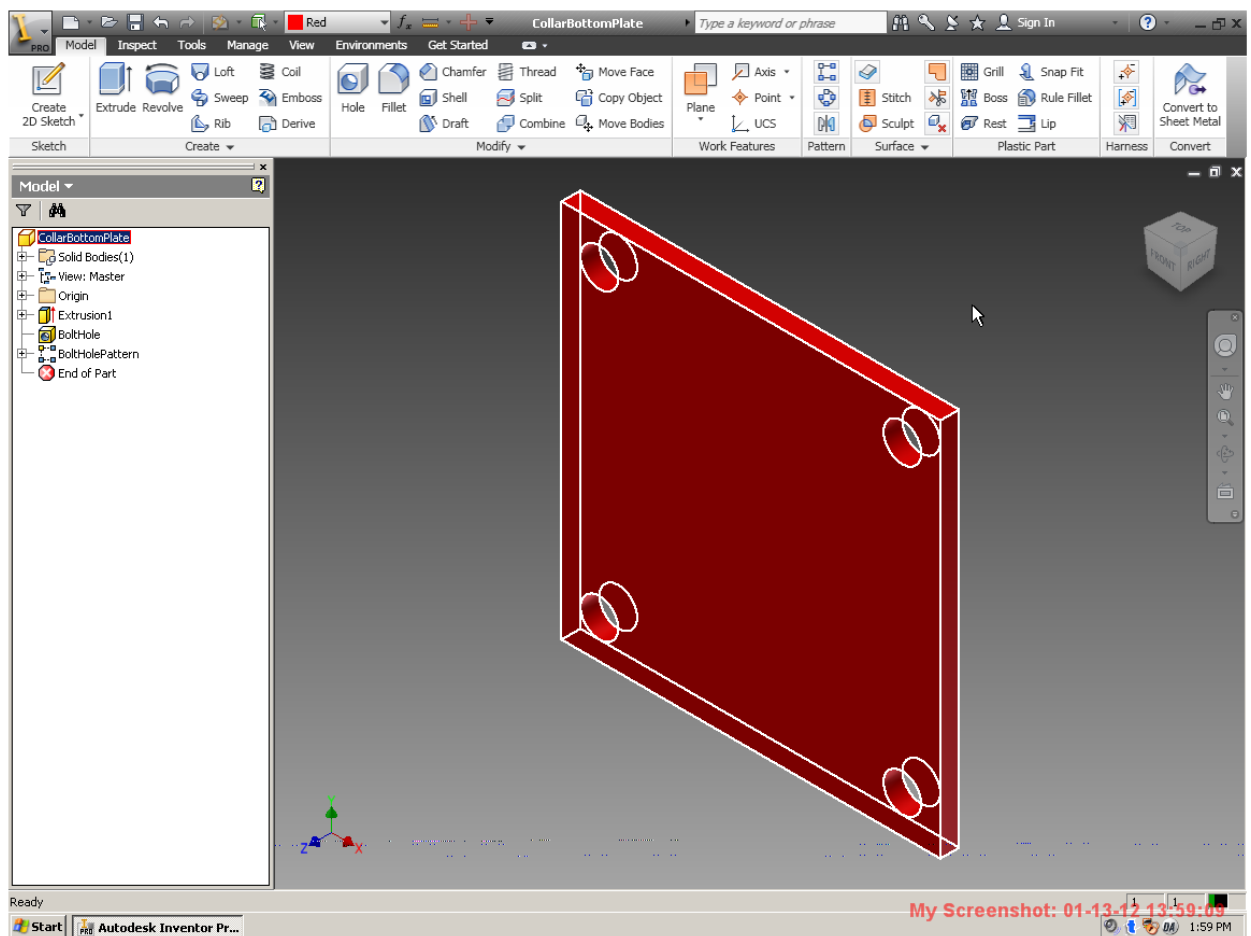 Red
CollarBottomPlate
Type a keyword or phrase
Sign In
PRO
Model Inspect Tools Manage View Environments Get Started
Loft Coil Chamfer Thread Move Face Axis Grill Snap Fit
Create Extrude Revolve Sweep Emboss Hole Fillet Shell Split Copy Object Plane Point Stitch Boss Rule Fillet Convert to
2D Sketch Rib Derive Draft Combine Move Bodies UCS Sculpt Rest Lip Sheet Metal
Sketch Create Modify Work Features Pattern Surface Plastic Part Harness Convert
Model
CollarBottomPlate
Solid Bodies(1)
View: Master
Origin
Extrusion1
BoltHole
BoltHolePattern
End of Part
TOP
FRONT RIGHT
Y
Z X
Ready
1 1
My Screenshot: 01-13-12 13:59:09
Start PRO Autodesk Inventor Pr... 1:59 PM